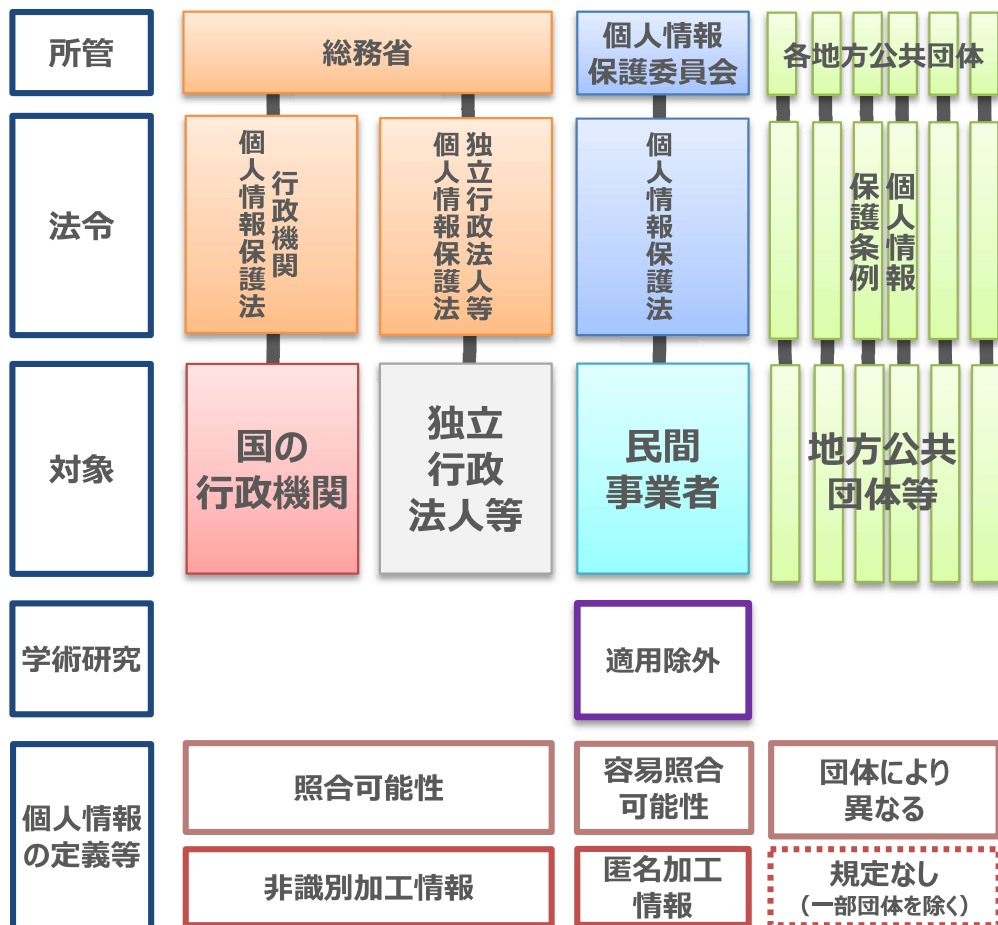 所管
総務省
個人情報
保護委員会
各地方公共団体
法令
行政機関
個人情報保護法
独立行政法人等
個人情報保護法
個人情報保護法
個人情報
保護条例
対象
国の
行政機関
独立
行政
法人等
民間
事業者
地方公共
団体等
学術研究
適用除外
個人情報
の定義等
照合可能性
容易照合
可能性
団体により
異なる
非識別加工情報
匿名加工
情報
規定なし
（一部団体を除く）